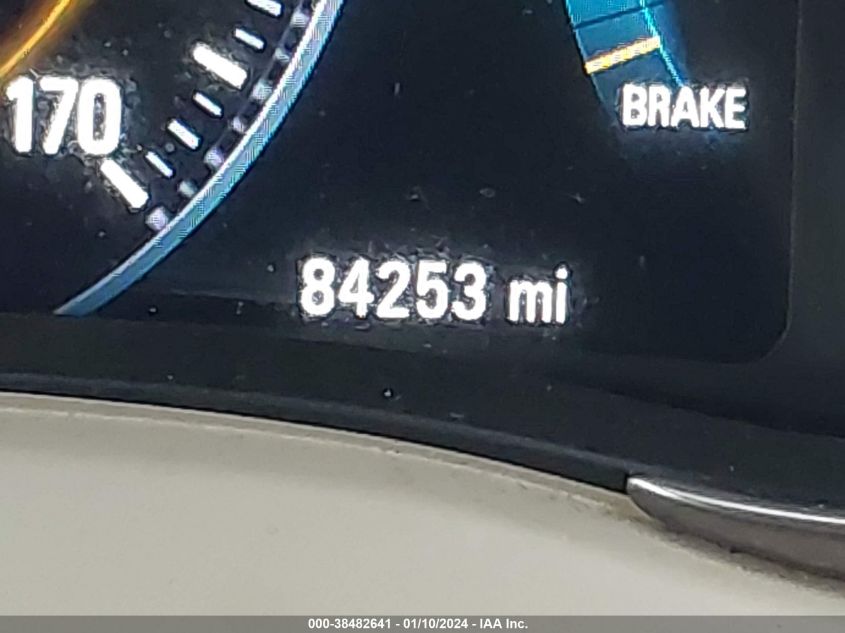 170
BRAKE
84253 mi
000-38482641 - 01/10/2024 - IAA Inc.